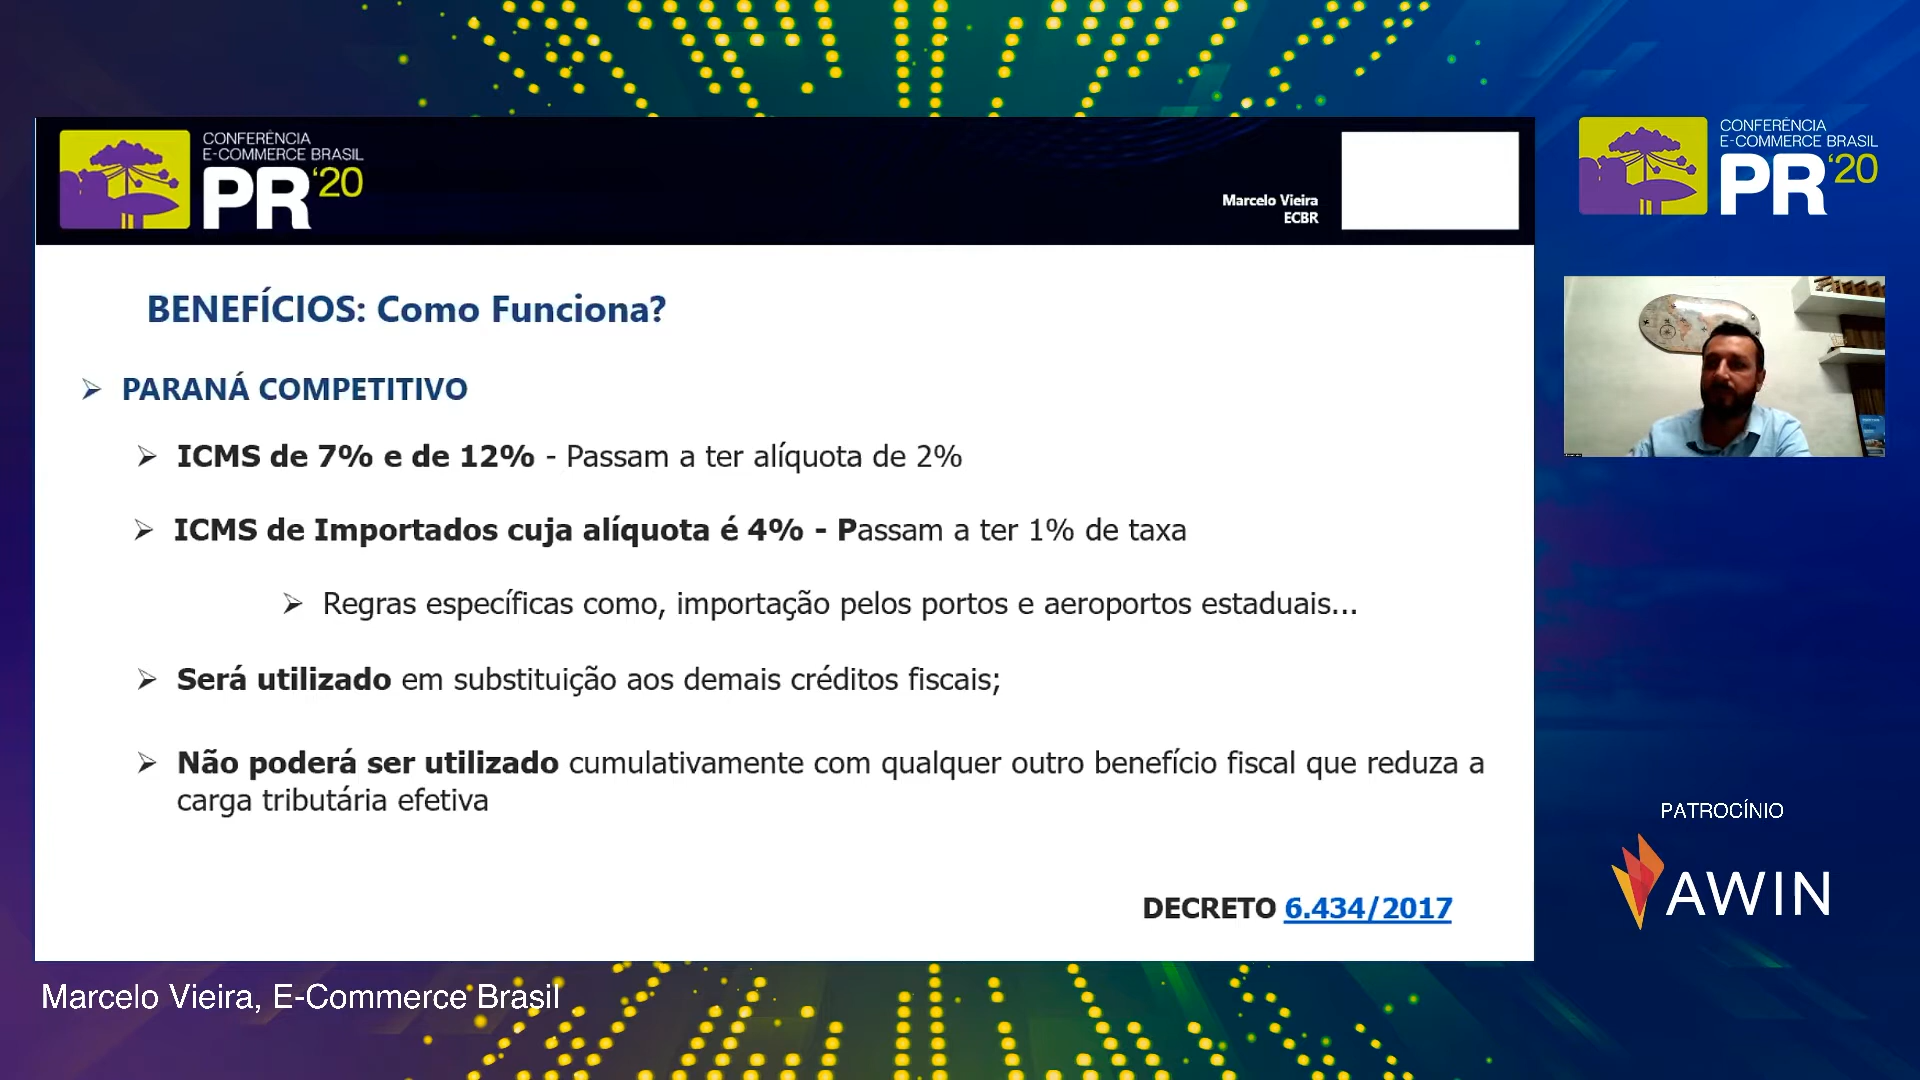 CONFERÊNCIA
E-COMMERCE BRASIL
PR'20
Marcelo Vieira
ECBR
CONFERÊNCIA
E-COMMERCE BRASIL
PR'20
BENEFÍCIOS: Como Funciona?
➢ PARANÁ COMPETITIVO
➢ ICMS de 7% e de 12% - Passam a ter alíquota de 2%
➢ ICMS de Importados cuja alíquota é 4% - Passam a ter 1% de taxa
➢ Regras específicas como, importação pelos portos e aeroportos estaduais...
➢ Será utilizado em substituição aos demais créditos fiscais;
➢ Não poderá ser utilizado cumulativamente com qualquer outro benefício fiscal que reduza a
carga tributária efetiva
DECRETO 6.434/2017
PATROCÍNIO
AWIN
Marcelo Vieira, E-Commerce Brasil